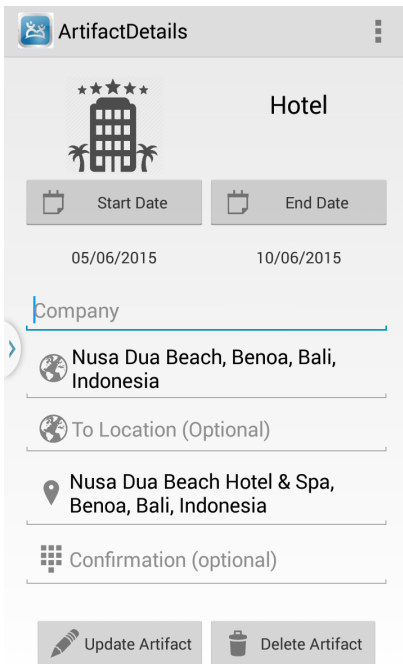 ArtifactDetails
Hotel
Start Date
End Date
05/06/2015
10/06/2015
Company
Nusa Dua Beach, Benoa, Bali,
Indonesia
To Location (Optional)
Nusa Dua Beach Hotel & Spa,
Benoa, Bali, Indonesia
Confirmation (optional)
Update Artifact
Delete Artifact